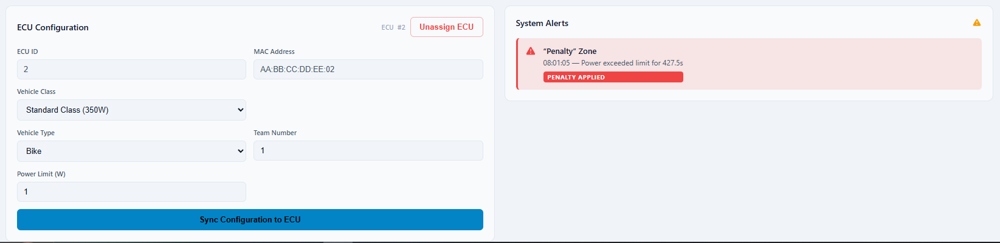 ECU Configuration
ECU #2
Unassign ECU
ECU ID
MAC Address
2
AA:BB:CC:DD:EE:02
Vehicle Class
Standard Class (350W)
Vehicle Type
Team Number
Bike
1
Power Limit (W)
1
Sync Configuration to ECU
System Alerts
“Penalty” Zone
08:01:05 — Power exceeded limit for 427.5s
PENALTY APPLIED